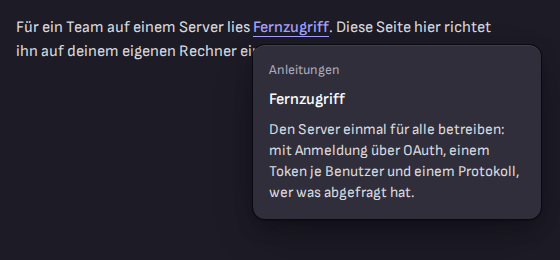 Für ein Team auf einem Server lies Fernzugriff. Diese Seite hier richtet
ihn auf deinem eigenen Rechner
Anleitungen
Fernzugriff
Den Server einmal für alle betreiben:
mit Anmeldung über OAuth, einem
Token je Benutzer und einem Protokoll,
wer was abgefragt hat.